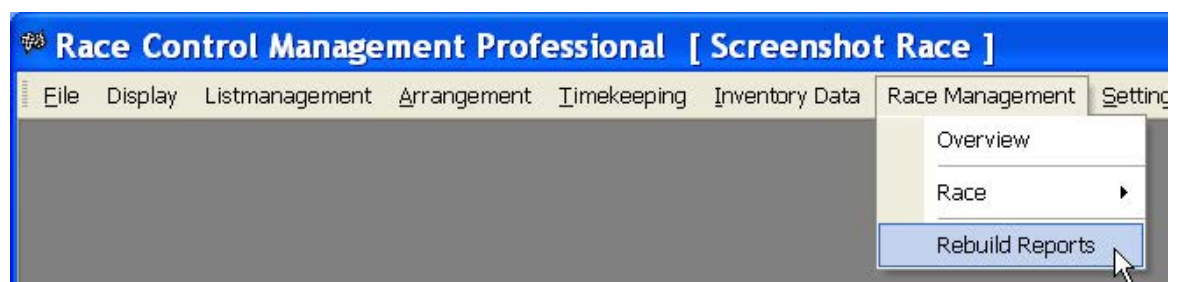 Race Control Management Professional [ Screenshot Race ]
File Display Listmanagement Arrangement Timekeeping Inventory Data Race Management Setting
Overview
Race
Rebuild Reports